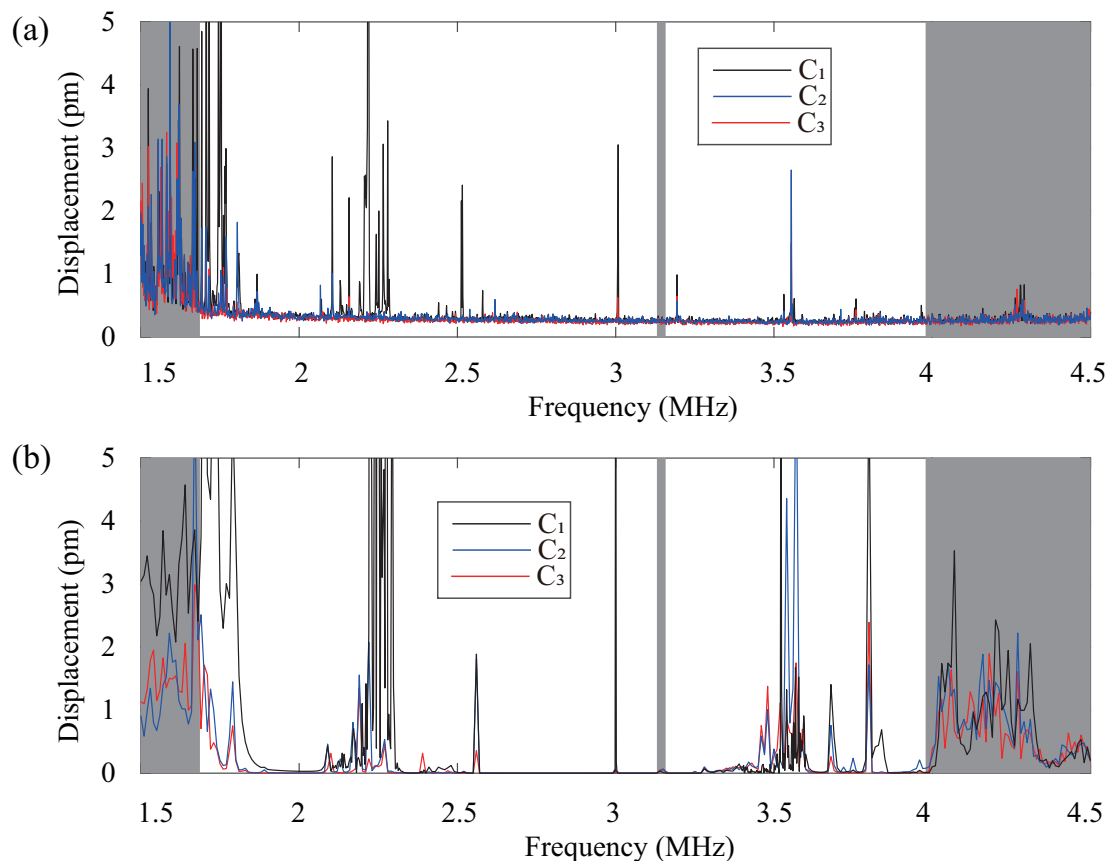 (a)
Displacement (pm)
5
4
3
2
1
0
C₁
C₂
C₃
1.5 2 2.5 3 3.5 4 4.5
Frequency (MHz)
(b)
Displacement (pm)
5
4
3
2
1
0
C₁
C₂
C₃
1.5 2 2.5 3 3.5 4 4.5
Frequency (MHz)